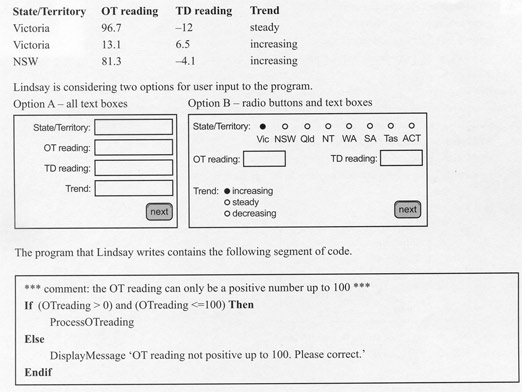 State/Territory OT reading TD reading Trend
Victoria 96.7 –12 steady
Victoria 13.1 6.5 increasing
NSW 81.3 –4.1 increasing
Lindsay is considering two options for user input to the program.
Option A – all text boxes Option B – radio buttons and text boxes
State/Territory:
OT reading:
TD reading:
Trend:
next
State/Territory:
Vic NSW Qld NT WA SA Tas ACT
OT reading: TD reading:
Trend: increasing
steady
decreasing
next
The program that Lindsay writes contains the following segment of code.
*** comment: the OT reading can only be a positive number up to 100 ***
If (OTreading > 0) and (OTreading <=100) Then
ProcessOTreading
Else
DisplayMessage ‘OT reading not positive up to 100. Please correct.’
Endif